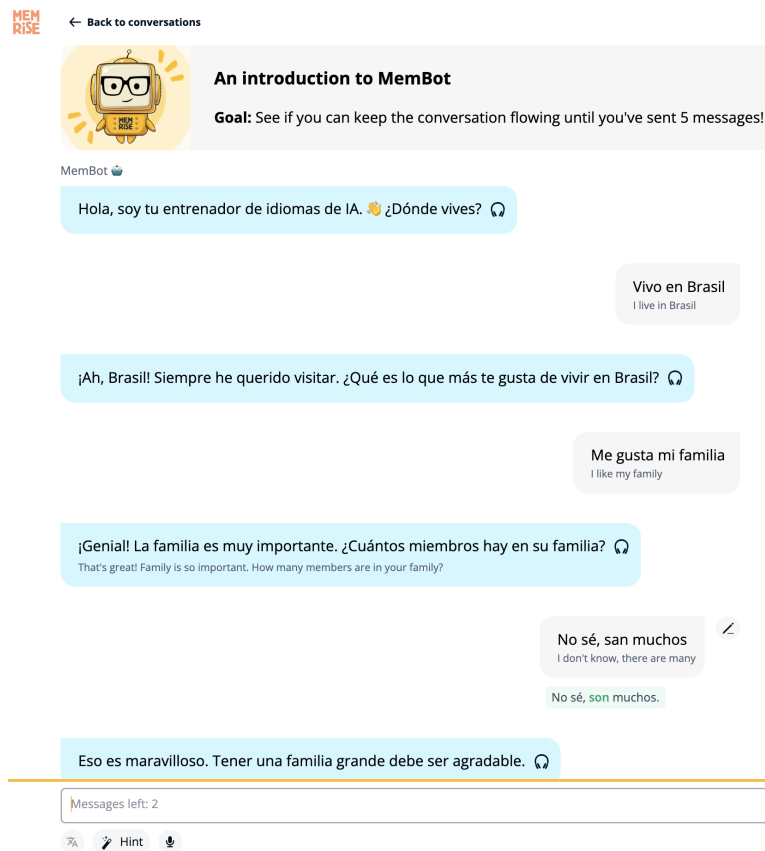 MEM
RiSE
← Back to conversations
MEM
RISE
An introduction to MemBot
Goal: See if you can keep the conversation flowing until you've sent 5 messages!
MemBot
Hola, soy tu entrenador de idiomas de IA. 👋 ¿Dónde vives?
Vivo en Brasil
I live in Brasil
¡Ah, Brasil! Siempre he querido visitar. ¿Qué es lo que más te gusta de vivir en Brasil?
Me gusta mi familia
I like my family
¡Genial! La familia es muy importante. ¿Cuántos miembros hay en su familia?
That's great! Family is so important. How many members are in your family?
No sé, san muchos
I don't know, there are many
No sé, son muchos.
Eso es maravilloso. Tener una familia grande debe ser agradable.
Messages left: 2
Hint